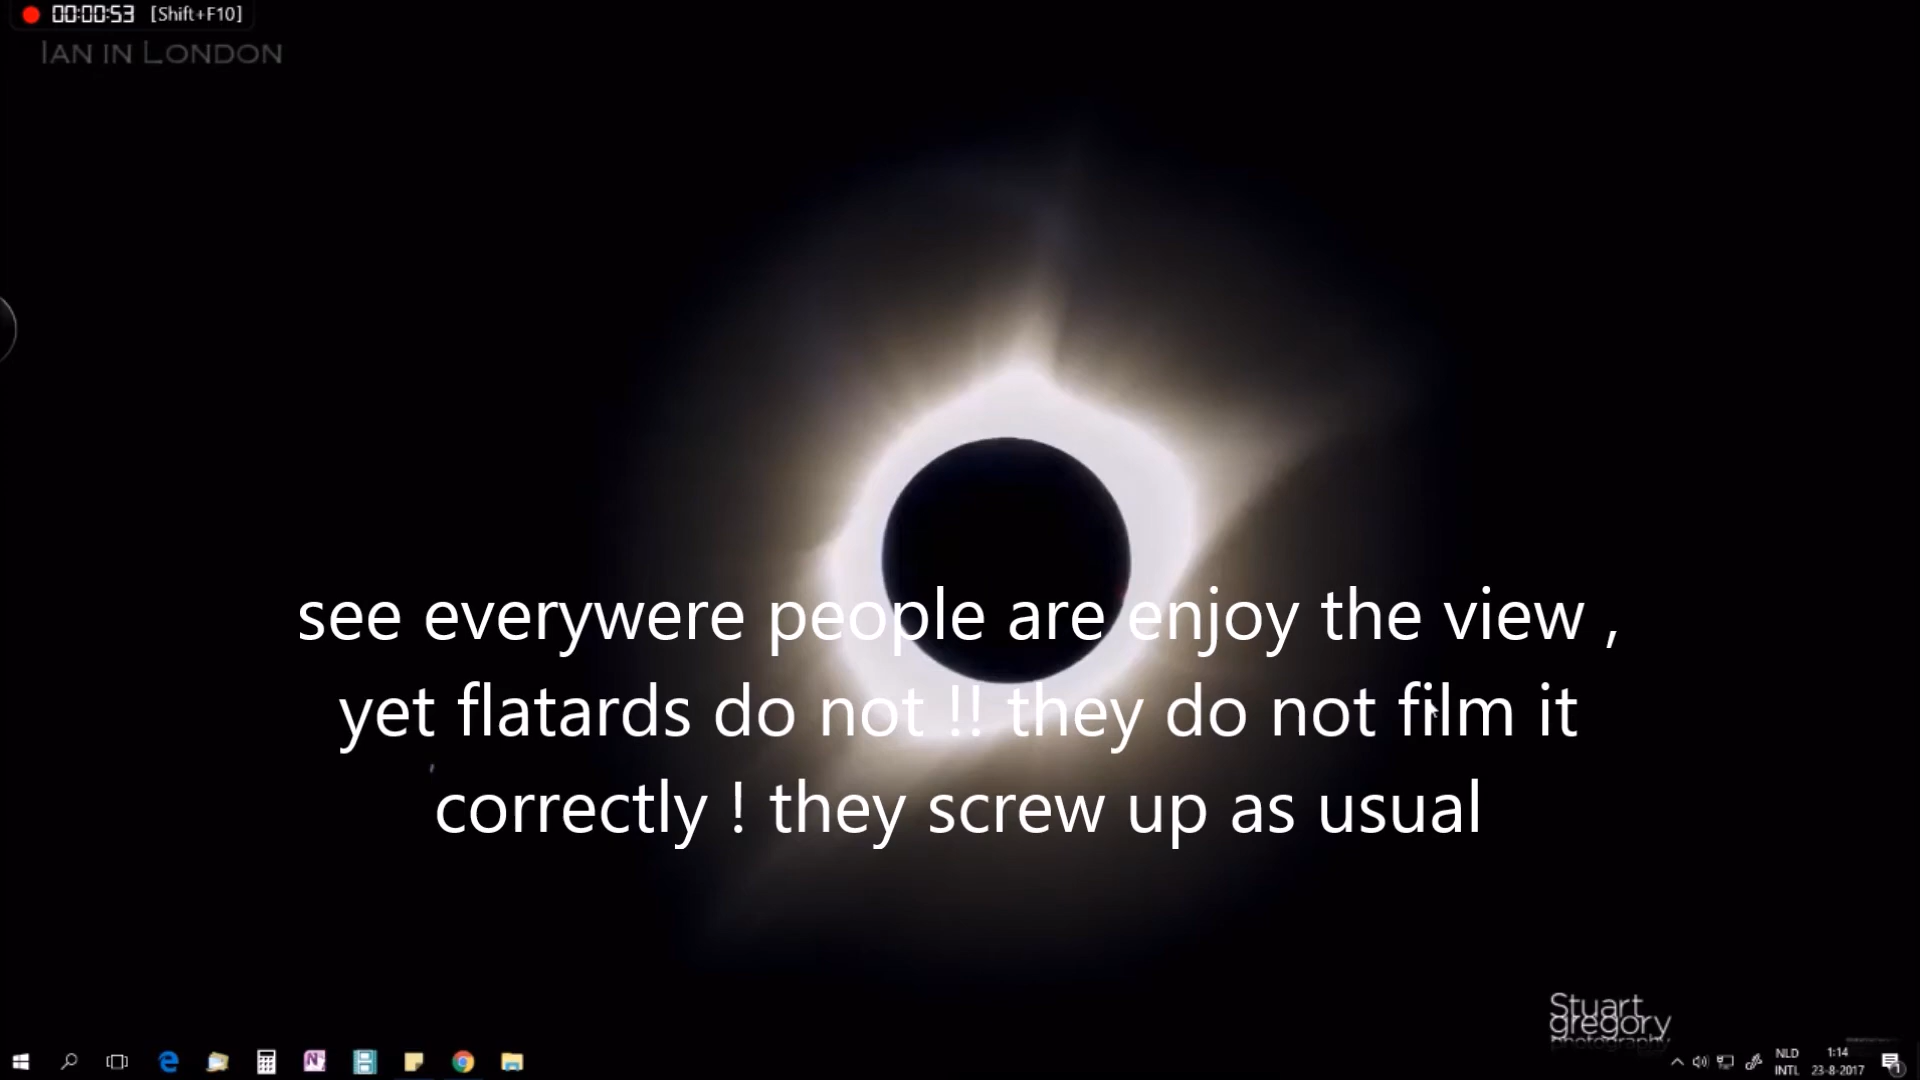 00:00:53 [Shift+F10]
Ian in London
see everywere people are enjoy the view ,
yet flatards do not !! they do not film it
correctly ! they screw up as usual
Stuart
gregory
photography
NLD 1:14
INTL 23-8-2017
1